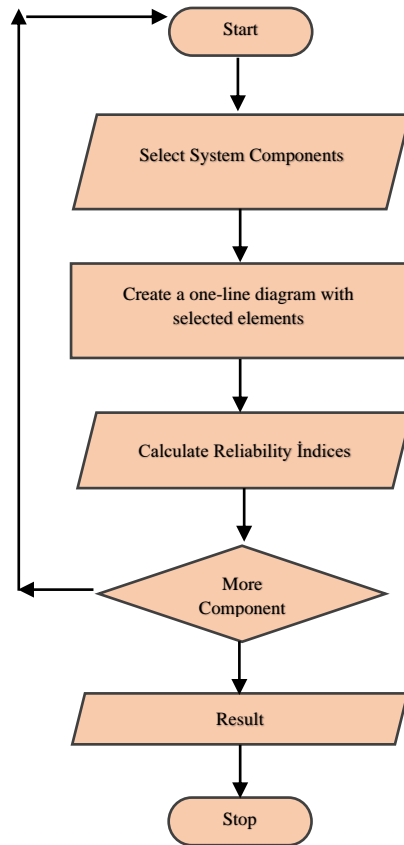 Start
Select System Components
Create a one-line diagram with
selected elements
Calculate Reliability İndices
More
Component
Result
Stop